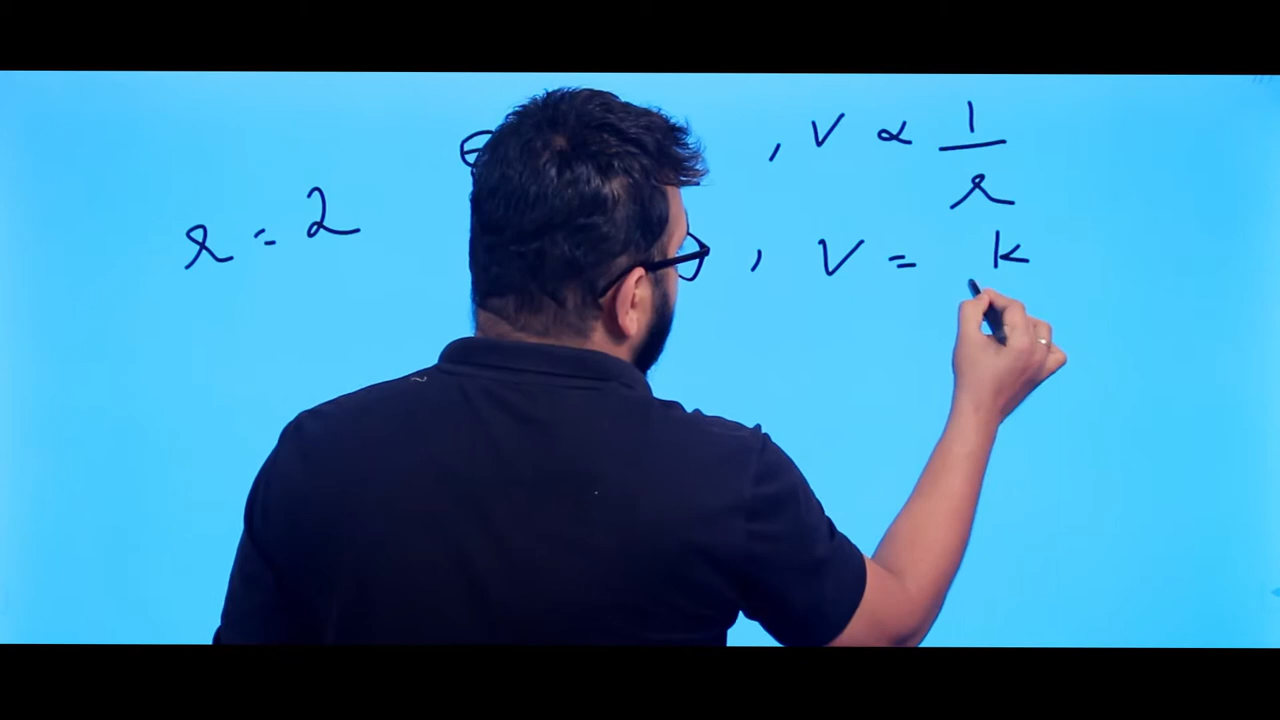 , V ∝ 1/r
r = 2 , V = k